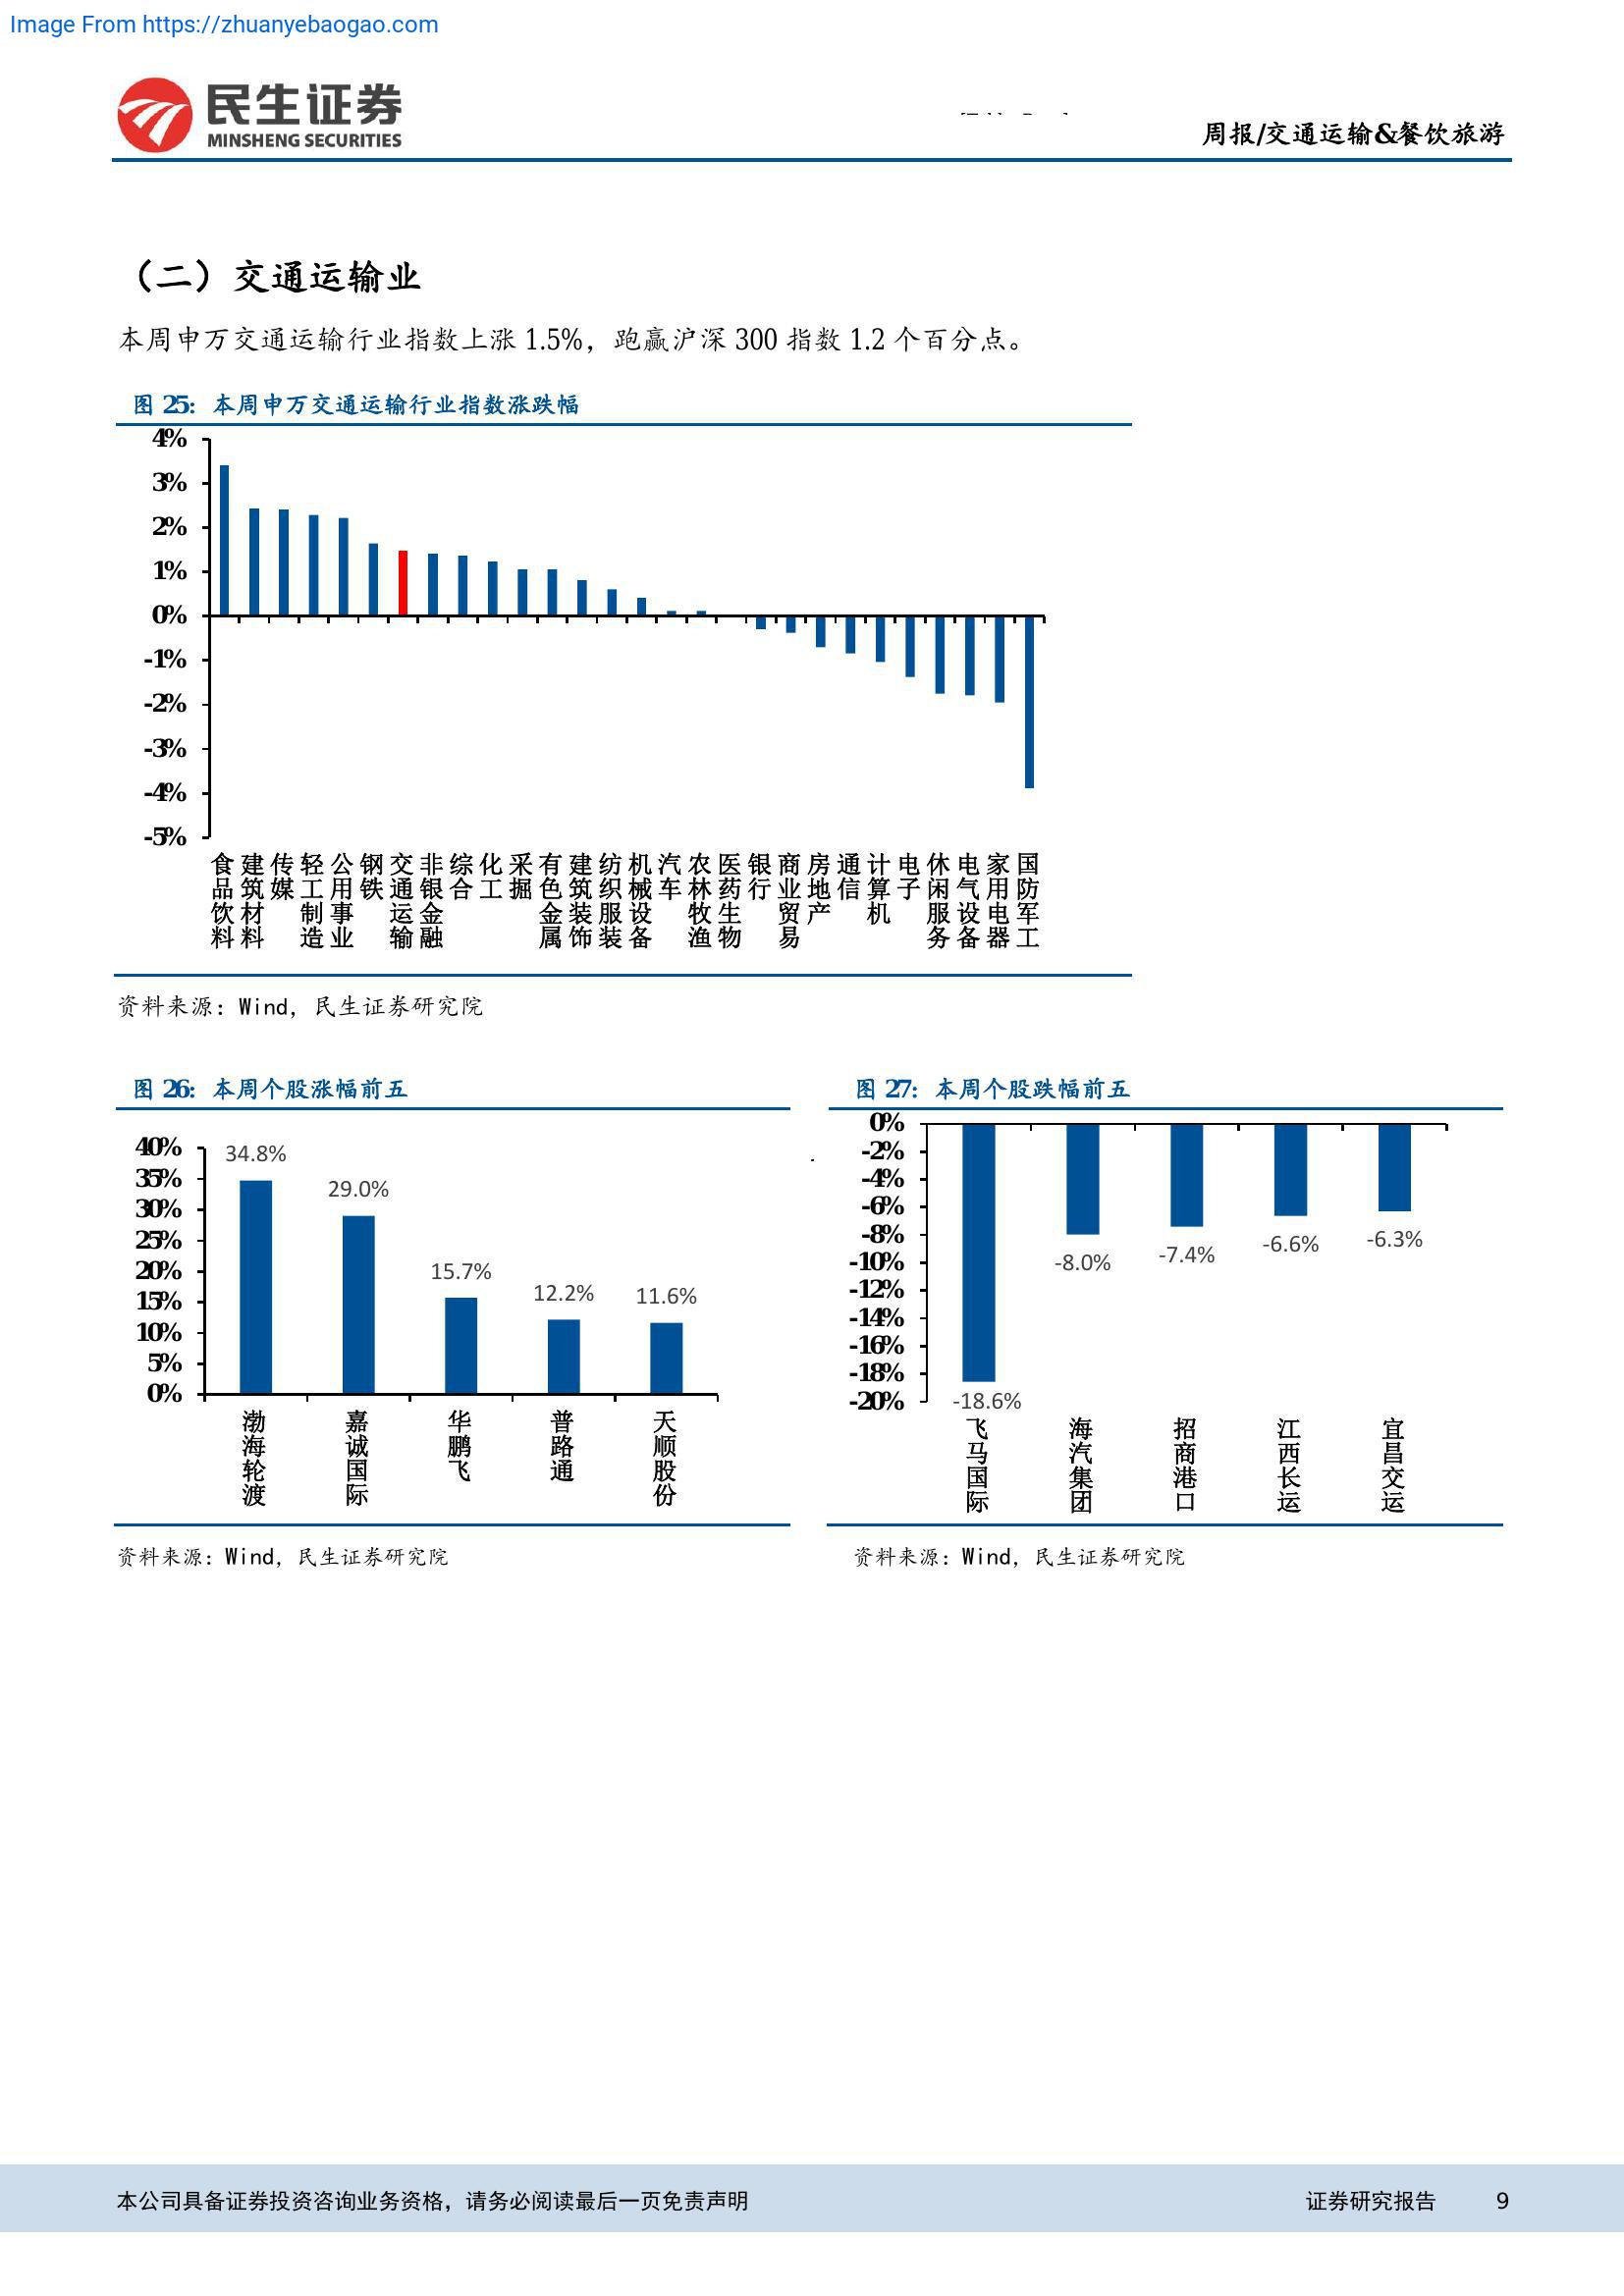 Image From https://zhuanyebaogao.com
民生证券
MINSHENG SECURITIES
周报/交通运输&餐饮旅游
（二）交通运输业
本周申万交通运输行业指数上涨 1.5%，跑赢沪深 300 指数 1.2 个百分点。
图 25：本周申万交通运输行业指数涨跌幅
4%
3%
2%
1%
0%
-1%
-2%
-3%
-4%
-5%
食品饮料
建筑材料
传媒
轻工制造
公用事业
钢铁
交通运输
非银金融
综合
化工
采掘
有色金属
建筑装饰
纺织服装
机械设备
汽车
农林牧渔
医药生物
银行
商业贸易
房地产
通信
计算机
电子
休闲服务
电气设备
家用电器
国防军工
资料来源：Wind，民生证券研究院
图 26：本周个股涨幅前五
40%
35%
30%
25%
20%
15%
10%
5%
0%
34.8%
29.0%
15.7%
12.2%
11.6%
渤海轮渡
嘉诚国际
华鹏飞
普路通
天顺股份
资料来源：Wind，民生证券研究院
图 27：本周个股跌幅前五
0%
-2%
-4%
-6%
-8%
-10%
-12%
-14%
-16%
-18%
-20%
-18.6%
-8.0%
-7.4%
-6.6%
-6.3%
飞马国际
海汽集团
招商港口
江西长运
宜昌交运
资料来源：Wind，民生证券研究院
本公司具备证券投资咨询业务资格，请务必阅读最后一页免责声明
证券研究报告
9